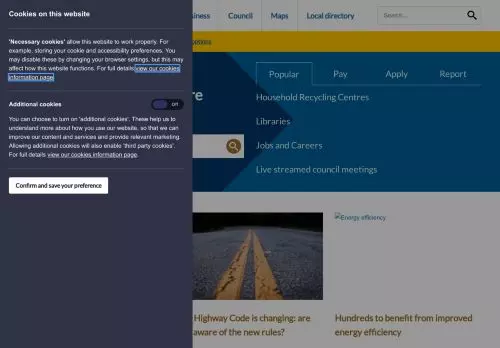 Cookies on this website
'Necessary cookies' allow this website to work properly. For
example, storing your cookie and accessibility preferences. You
may disable these by changing your browser settings, but this may
affect how this website functions. For full details view our cookies
information page.
Additional cookies
off
You can choose to turn on 'additional cookies'. These help us to
understand more about how you use our website, so that we can
improve our content and services and provide relevant marketing.
Allowing additional cookies will also enable 'third party cookies'.
For full details view our cookies information page.
Confirm and save your preference
siness Council Maps Local directory Search...
options
re
Popular Pay Apply Report
Household Recycling Centres
Libraries
Jobs and Careers
Live streamed council meetings
Energy efficiency
Highway Code is changing: are
aware of the new rules?
Hundreds to benefit from improved
energy efficiency